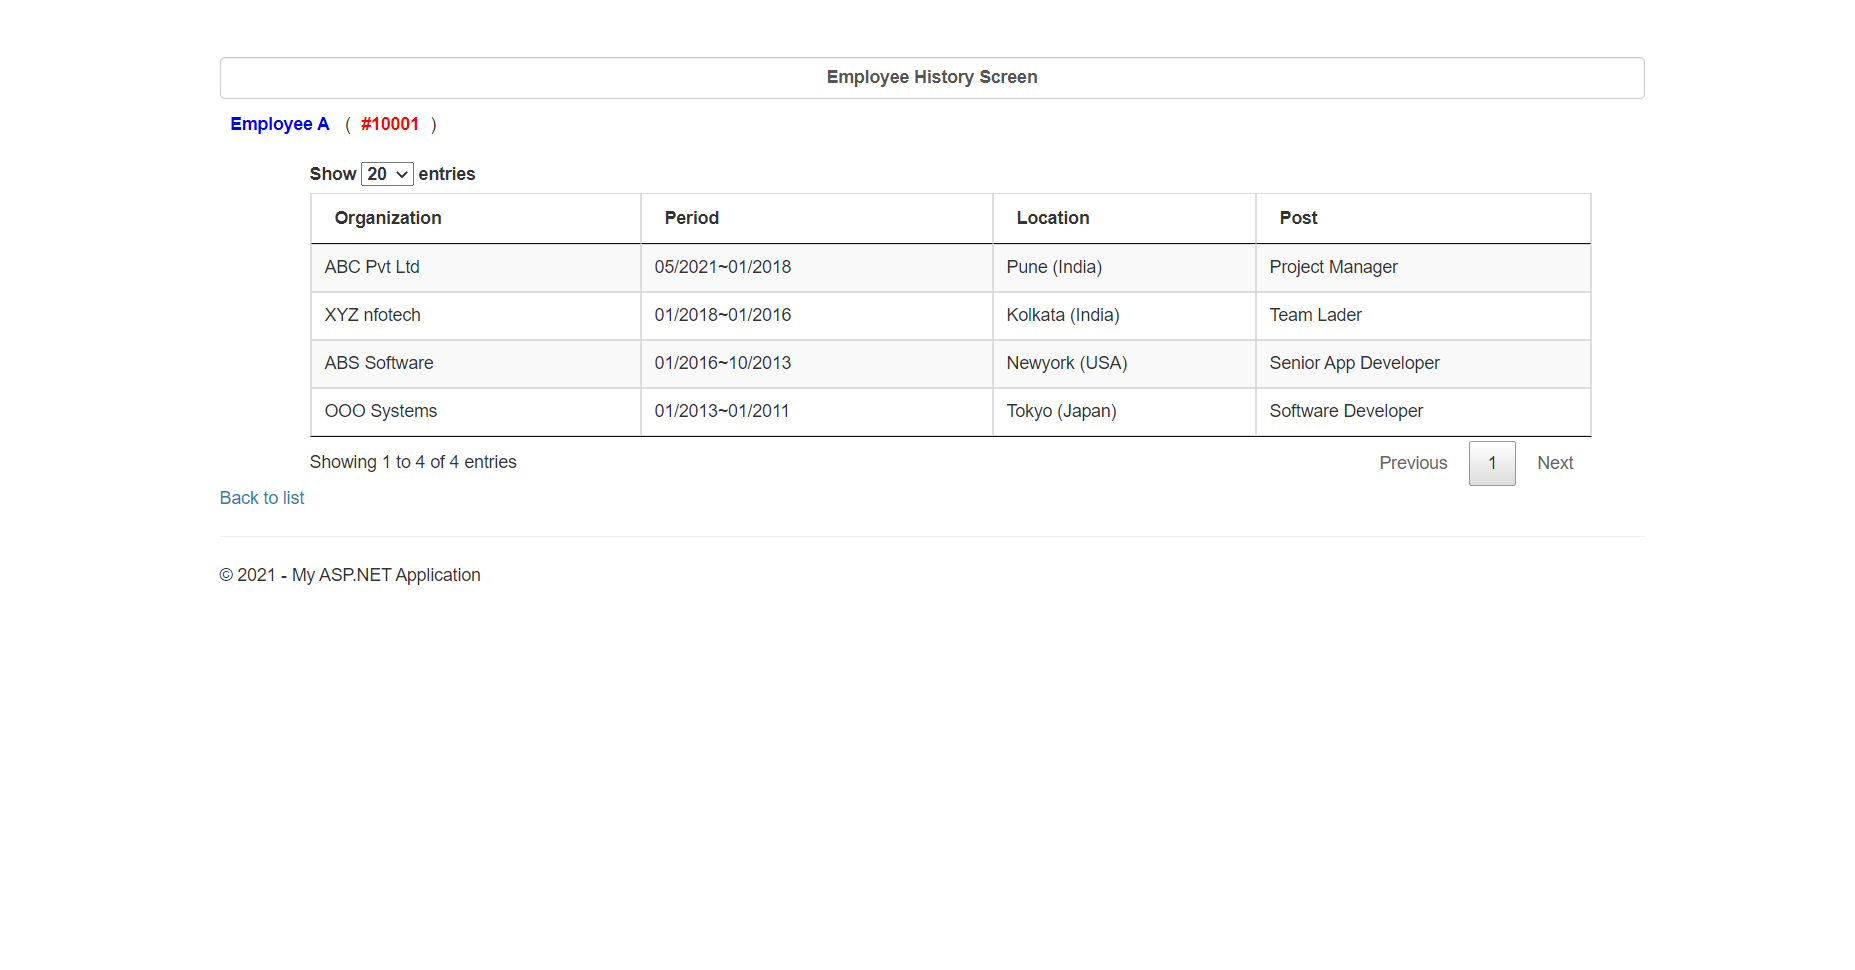 Employee History Screen
Employee A ( #10001 )
Show 20 entries
Organization Period Location Post
ABC Pvt Ltd 05/2021~01/2018 Pune (India) Project Manager
XYZ nfotech 01/2018~01/2016 Kolkata (India) Team Lader
ABS Software 01/2016~10/2013 Newyork (USA) Senior App Developer
OOO Systems 01/2013~01/2011 Tokyo (Japan) Software Developer
Showing 1 to 4 of 4 entries Previous 1 Next
Back to list
© 2021 - My ASP.NET Application